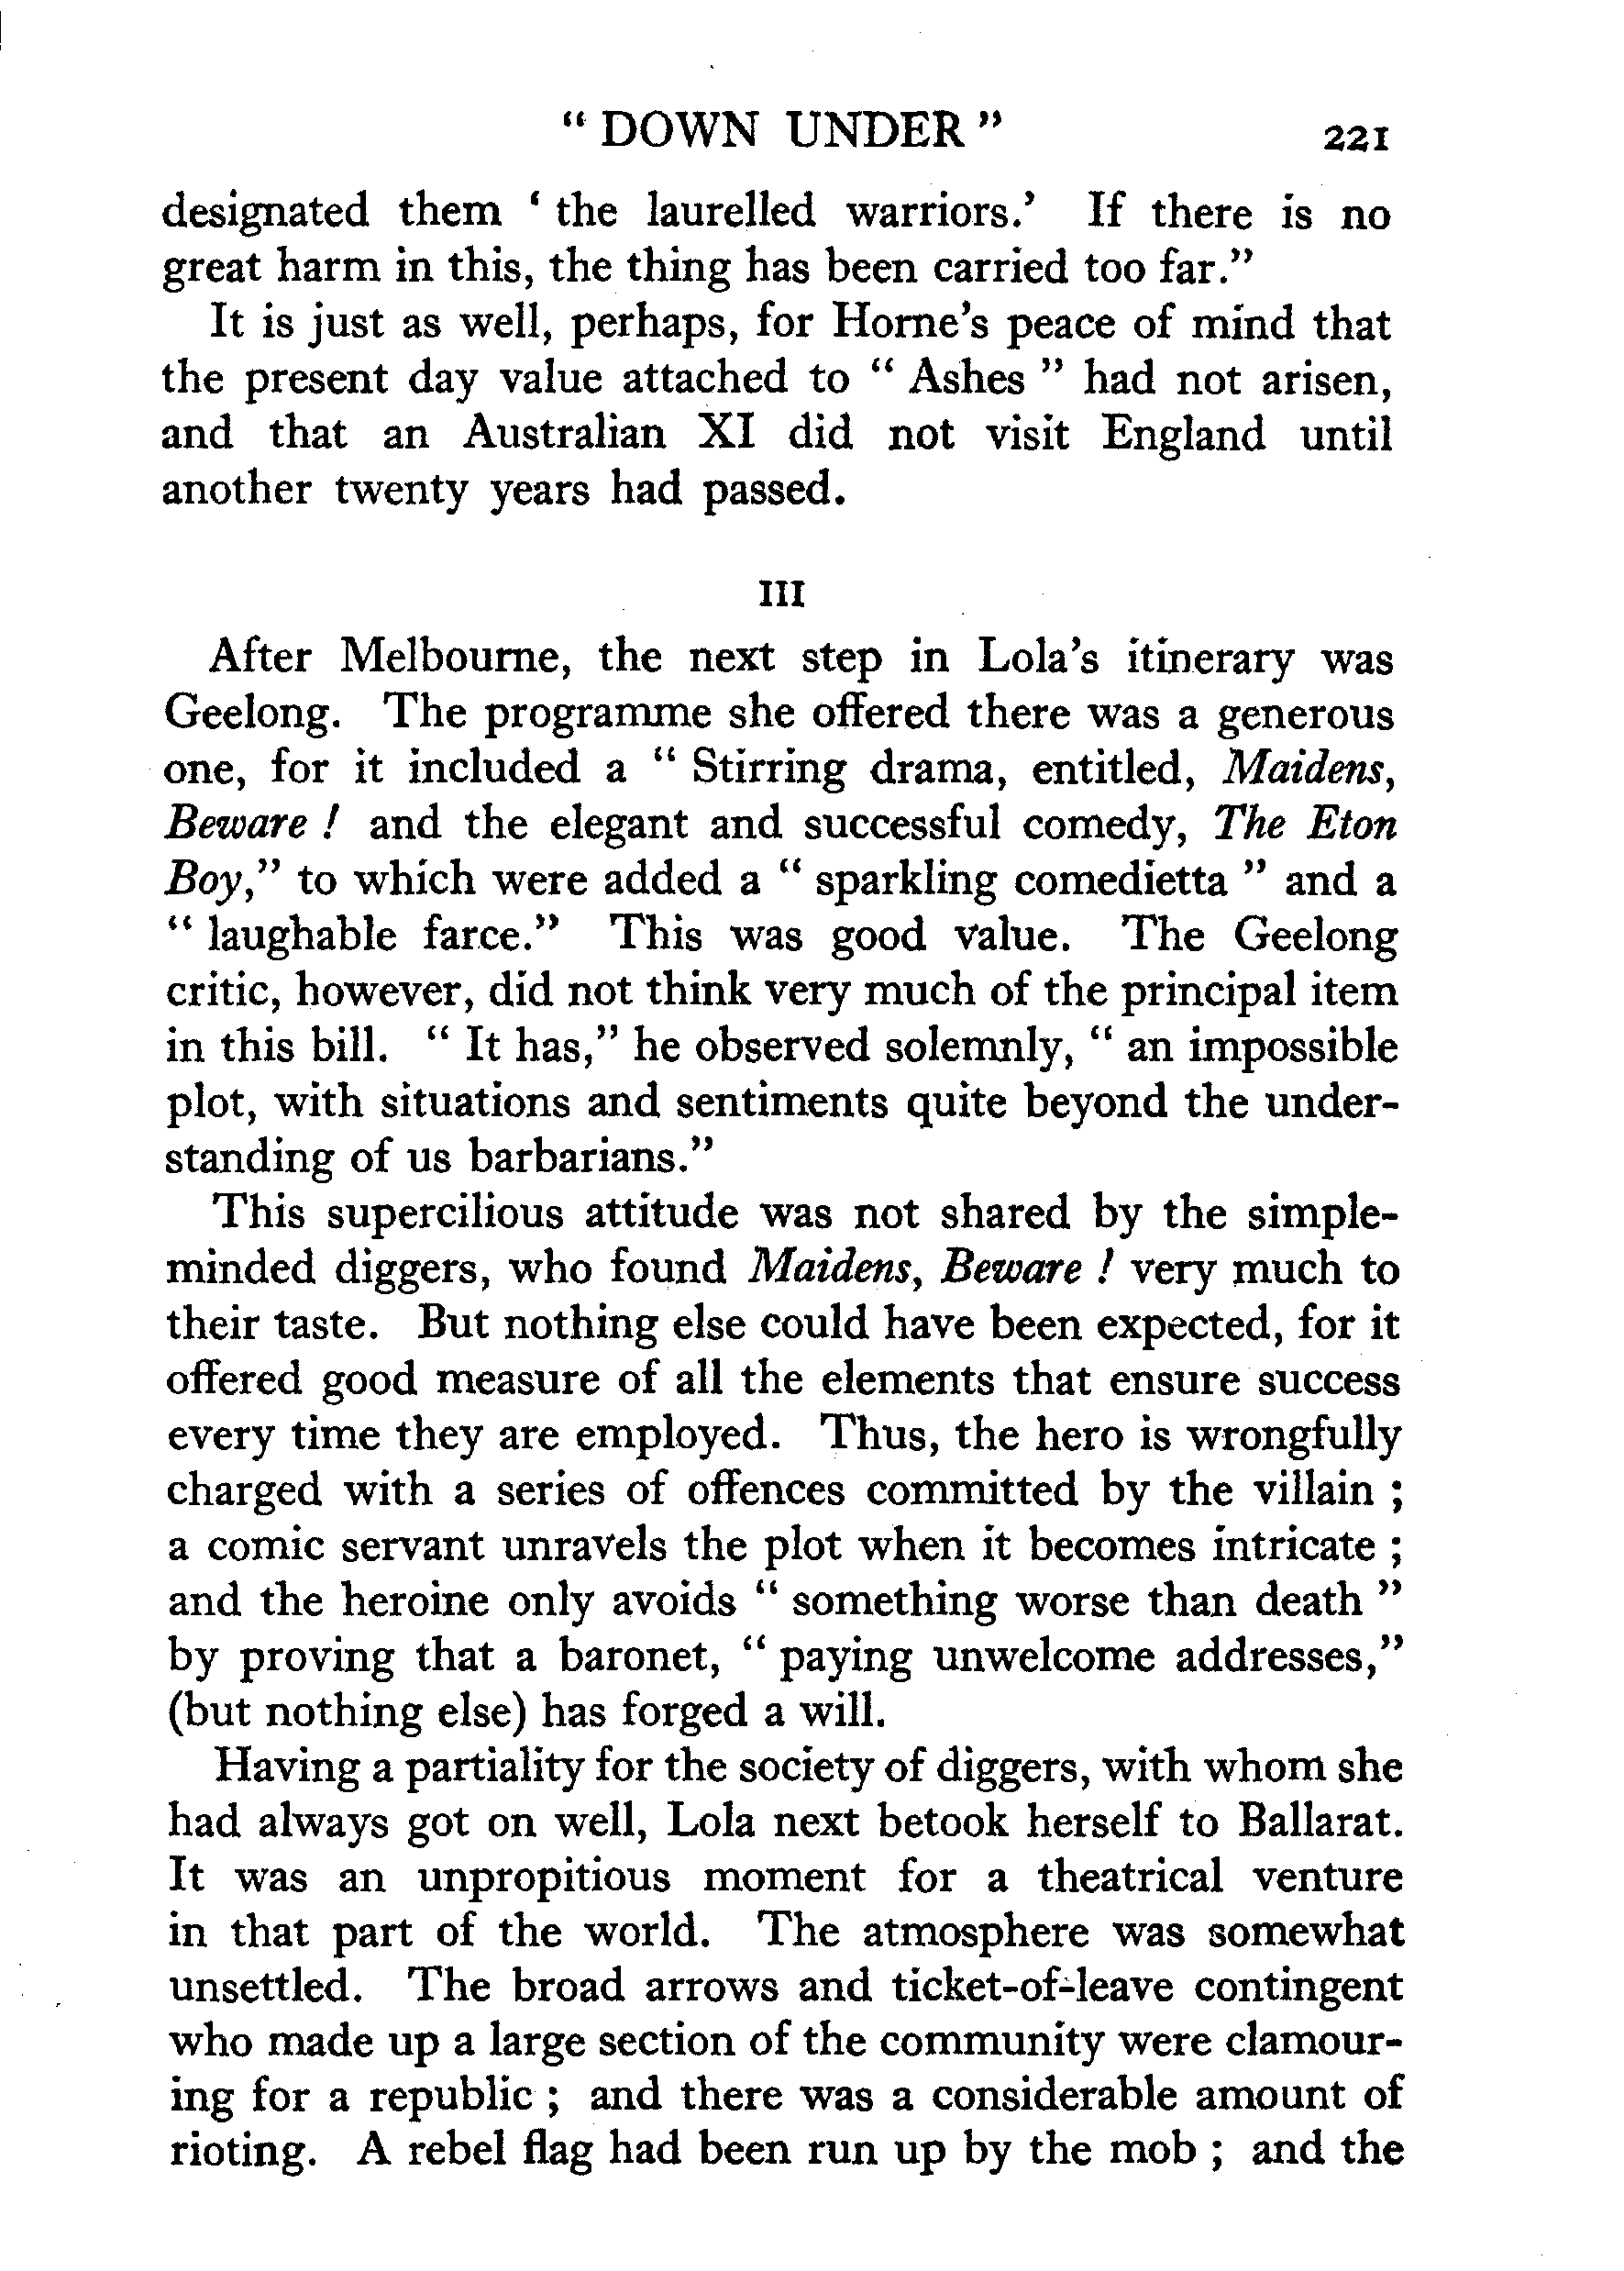 " DOWN UNDER " 221
designated them ' the laurelled warriors.' If there is no
great harm in this, the thing has been carried too far."
It is just as well, perhaps, for Horne's peace of mind that
the present day value attached to " Ashes " had not arisen,
and that an Australian XI did not visit England until
another twenty years had passed.
III
After Melbourne, the next step in Lola's itinerary was
Geelong. The programme she offered there was a generous
one, for it included a " Stirring drama, entitled, Maidens,
Beware ! and the elegant and successful comedy, The Eton
Boy," to which were added a " sparkling comedietta " and a
" laughable farce." This was good value. The Geelong
critic, however, did not think very much of the principal item
in this bill. " It has," he observed solemnly, " an impossible
plot, with situations and sentiments quite beyond the under-
standing of us barbarians."
This supercilious attitude was not shared by the simple-
minded diggers, who found Maidens, Beware ! very much to
their taste. But nothing else could have been expected, for it
offered good measure of all the elements that ensure success
every time they are employed. Thus, the hero is wrongfully
charged with a series of offences committed by the villain ;
a comic servant unravels the plot when it becomes intricate ;
and the heroine only avoids " something worse than death "
by proving that a baronet, " paying unwelcome addresses,"
(but nothing else) has forged a will.
Having a partiality for the society of diggers, with whom she
had always got on well, Lola next betook herself to Ballarat.
It was an unpropitious moment for a theatrical venture
in that part of the world. The atmosphere was somewhat
unsettled. The broad arrows and ticket-of-leave contingent
who made up a large section of the community were clamour-
ing for a republic ; and there was a considerable amount of
rioting. A rebel flag had been run up by the mob ; and the